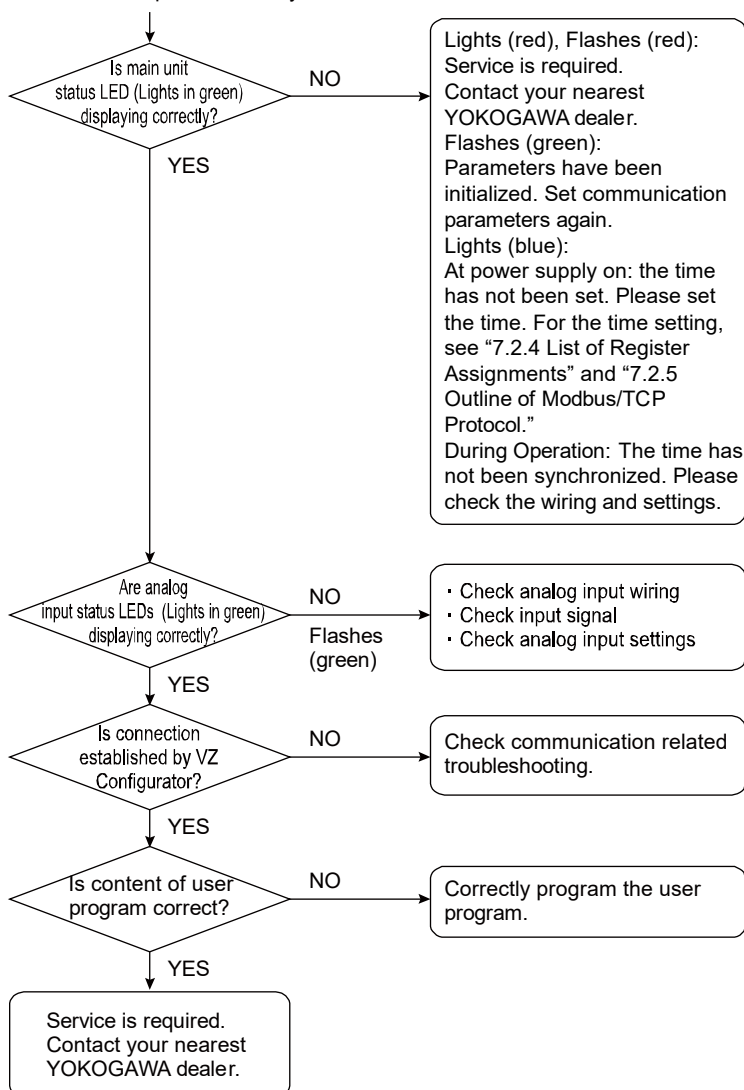 Is main unit
status LED (Lights in green)
displaying correctly?
NO
YES
Lights (red), Flashes (red):
Service is required.
Contact your nearest
YOKOGAWA dealer.
Flashes (green):
Parameters have been
initialized. Set communication
parameters again.
Lights (blue):
At power supply on: the time
has not been set. Please set
the time. For the time setting,
see “7.2.4 List of Register
Assignments” and “7.2.5
Outline of Modbus/TCP
Protocol.”
During Operation: The time has
not been synchronized. Please
check the wiring and settings.
Are analog
input status LEDs (Lights in green)
displaying correctly?
NO
Flashes
(green)
YES
・Check analog input wiring
・Check input signal
・Check analog input settings
Is connection
established by VZ
Configurator?
NO
YES
Check communication related
troubleshooting.
Is content of user
program correct?
NO
YES
Correctly program the user
program.
Service is required.
Contact your nearest
YOKOGAWA dealer.